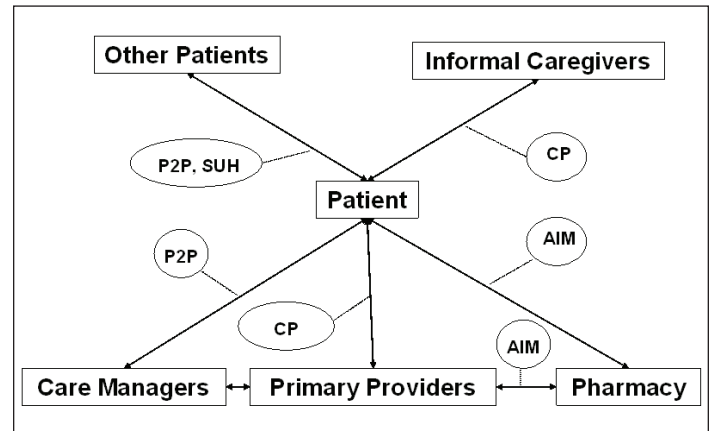 Other Patients
Informal Caregivers
P2P, SUH
CP
Patient
P2P
AIM
CP
AIM
Care Managers
Primary Providers
Pharmacy